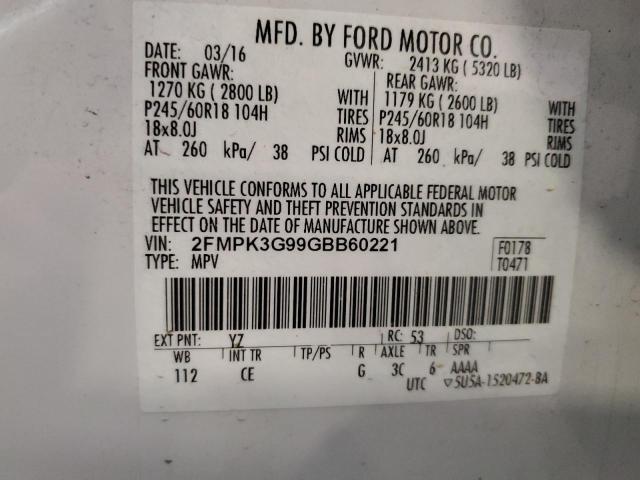 MFD. BY FORD MOTOR CO.
DATE: 03/16 GVWR: 2413 KG ( 5320 LB)
FRONT GAWR: REAR GAWR:
1270 KG ( 2800 LB) WITH 1179 KG ( 2600 LB) WITH
P245/60R18 104H TIRES P245/60R18 104H TIRES
18x8.0J RIMS 18x8.0J RIMS
AT 260 kPa/ 38 PSI COLD AT 260 kPa/ 38 PSI COLD
THIS VEHICLE CONFORMS TO ALL APPLICABLE FEDERAL MOTOR
VEHICLE SAFETY AND THEFT PREVENTION STANDARDS IN
EFFECT ON THE DATE OF MANUFACTURE SHOWN ABOVE.
VIN: 2FMPK3G99GBB60221 F0178
TYPE: MPV T0471
EXT PNT: YZ RC: 53 DSO:
WB INT TR TP/PS R AXLE TR SPR
112 CE G 3C 6 AAAA
UTC ▽5U5A-1520472-BA